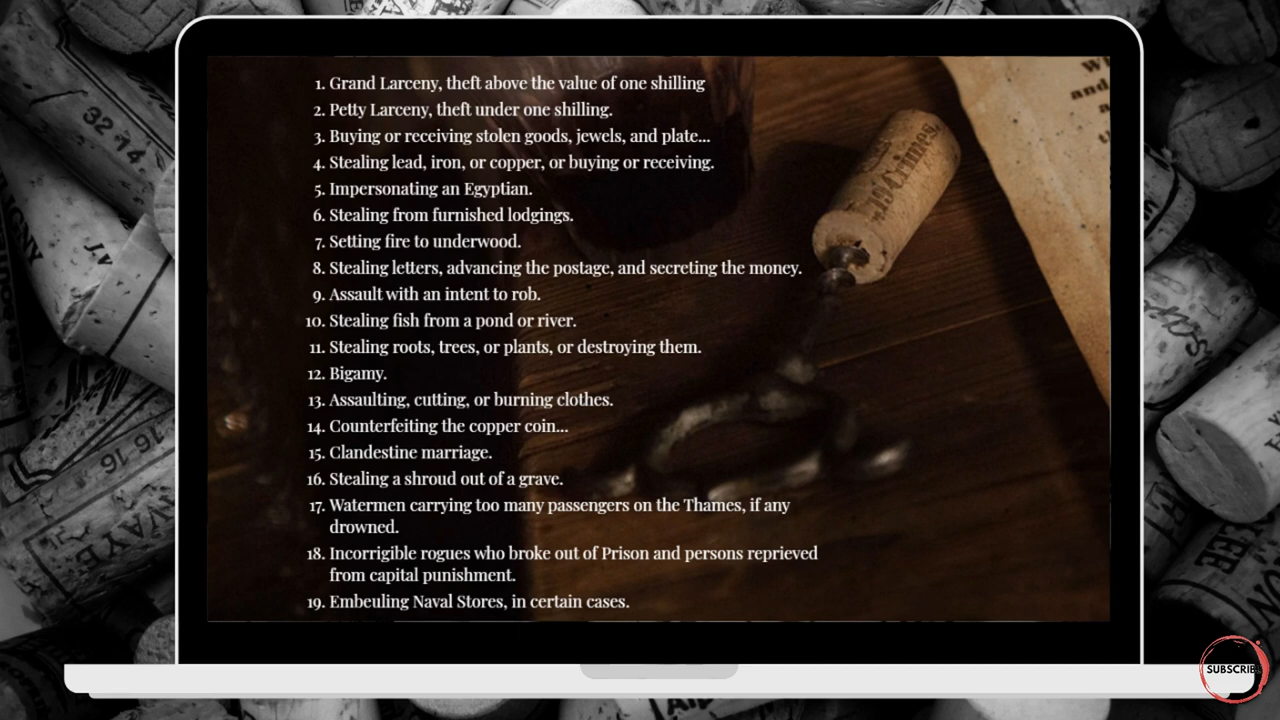 1. Grand Larceny, theft above the value of one shilling
2. Petty Larceny, theft under one shilling.
3. Buying or receiving stolen goods, jewels, and plate...
4. Stealing lead, iron, or copper, or buying or receiving.
5. Impersonating an Egyptian.
6. Stealing from furnished lodgings.
7. Setting fire to underwood.
8. Stealing letters, advancing the postage, and secreting the money.
9. Assault with an intent to rob.
10. Stealing fish from a pond or river.
11. Stealing roots, trees, or plants, or destroying them.
12. Bigamy.
13. Assaulting, cutting, or burning clothes.
14. Counterfeiting the copper coin...
15. Clandestine marriage.
16. Stealing a shroud out of a grave.
17. Watermen carrying too many passengers on the Thames, if any
drowned.
18. Incorrigible rogues who broke out of Prison and persons reprieved
from capital punishment.
19. Embeuling Naval Stores, in certain cases.
19 Crimes
and
32 14
16 16
SUBSCRIBE